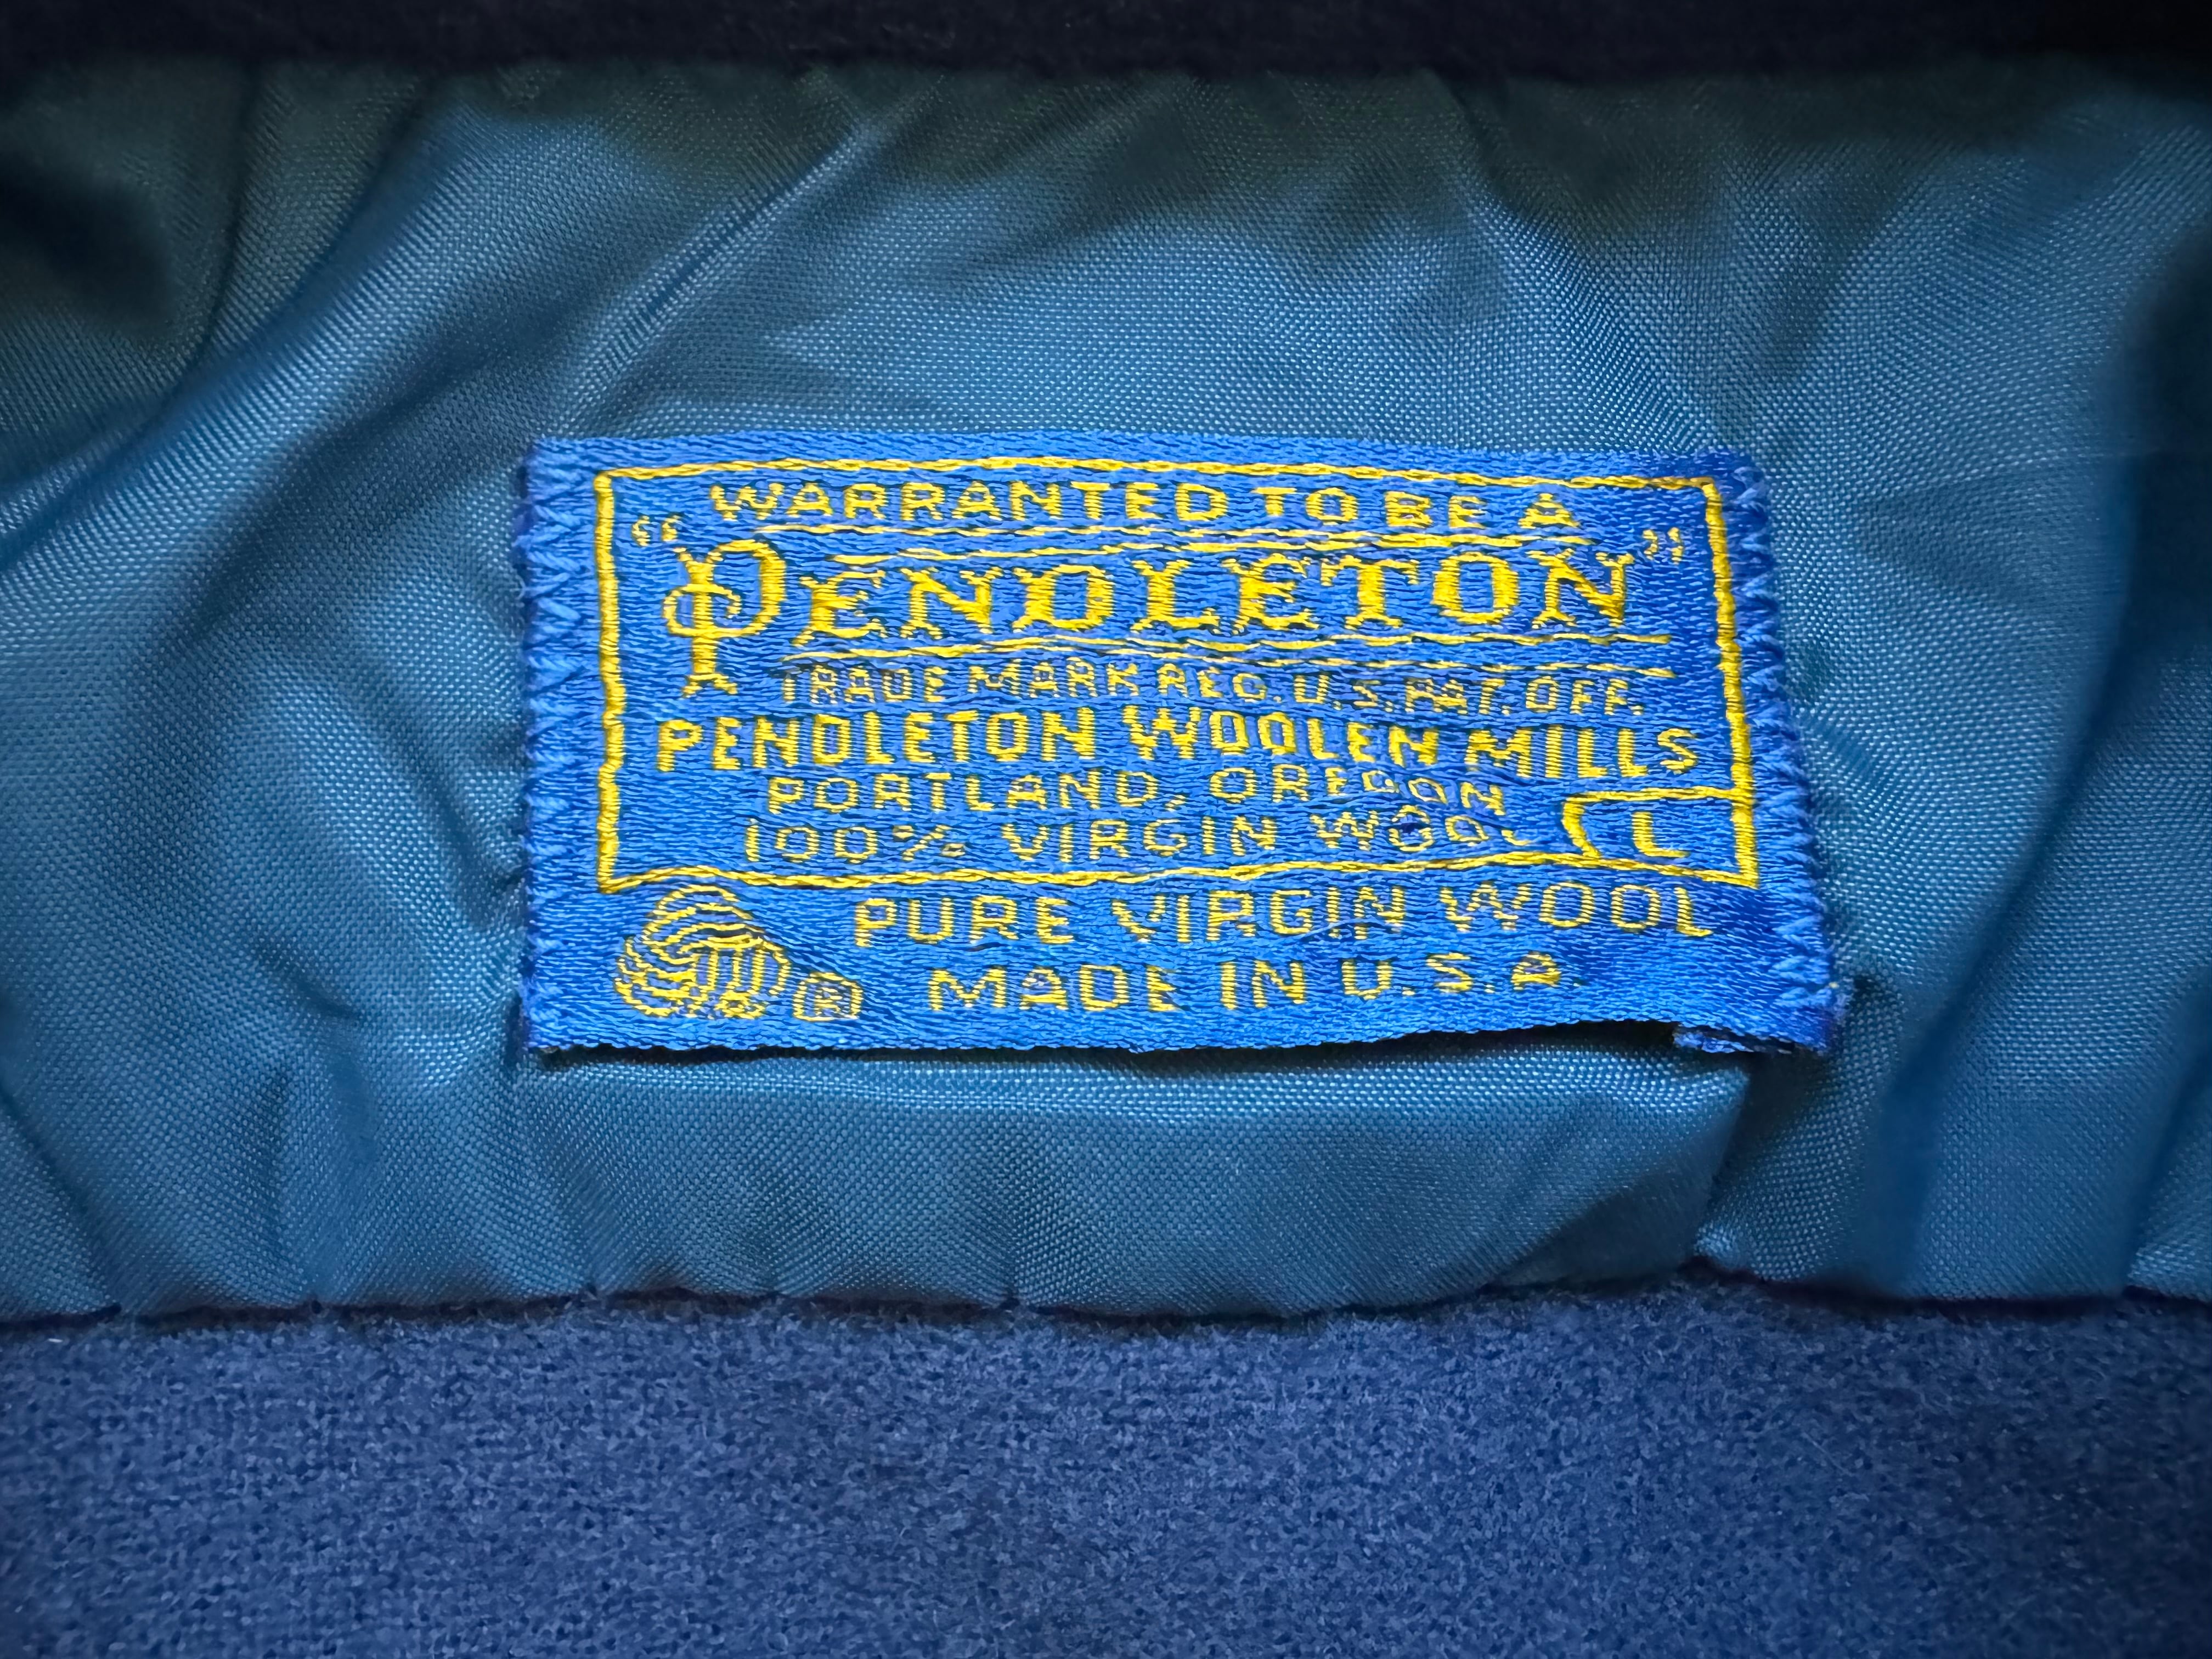 WARRANTED TO BE A
"PENDLETON"
TRADE MARK REG. U.S. PAT. OFF.
PENDLETON WOOLEN MILLS
PORTLAND, OREGON
100% VIRGIN WOOL
L
PURE VIRGIN WOOL
® MADE IN U.S.A.